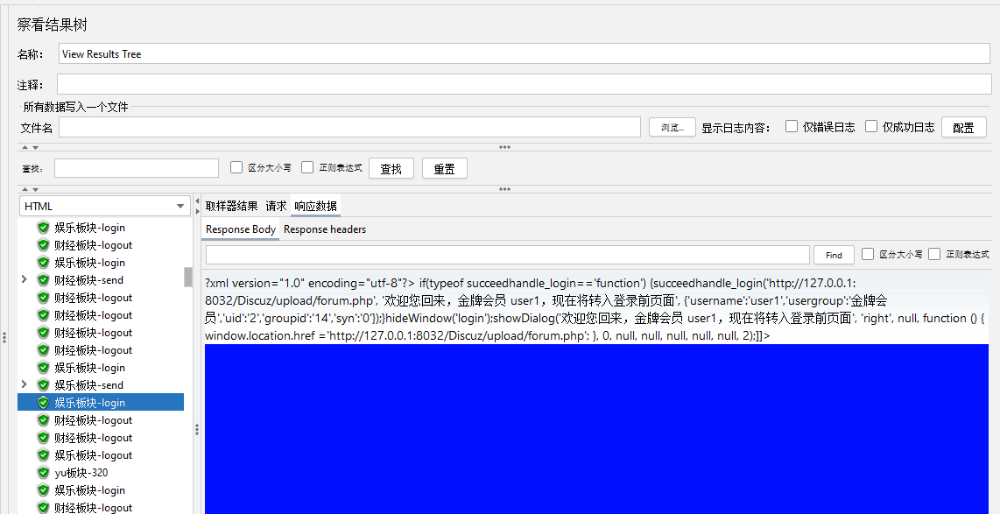 察看结果树
名称： View Results Tree
注释：
所有数据写入一个文件
文件名 浏览... 显示日志内容： 仅错误日志 仅成功日志 配置
查找: 区分大小写 正则表达式 查找 重置
HTML
娱乐板块-login
财经板块-logout
娱乐板块-login
财经板块-send
财经板块-logout
财经板块-logout
财经板块-logout
财经板块-logout
娱乐板块-login
娱乐板块-send
娱乐板块-login
财经板块-logout
财经板块-logout
娱乐板块-logout
yu板块-320
娱乐板块-login
财经板块-logout
取样器结果 请求 响应数据
Response Body Response headers
Find 区分大小写 正则表达式
?xml version="1.0" encoding="utf-8"?> if(typeof succeedhandle_login=='function') {succeedhandle_login('http://127.0.0.1:
8032/Discuz/upload/forum.php', '欢迎您回来，金牌会员 user1，现在将转入登录前页面', {'username':'user1','usergroup':'金牌会
员','uid':'2','groupid':'14','syn':'0'});}hideWindow('login');showDialog('欢迎您回来，金牌会员 user1，现在将转入登录前页面', 'right', null, function () {
window.location.href ='http://127.0.0.1:8032/Discuz/upload/forum.php'; }, 0, null, null, null, null, null, 2);]]>